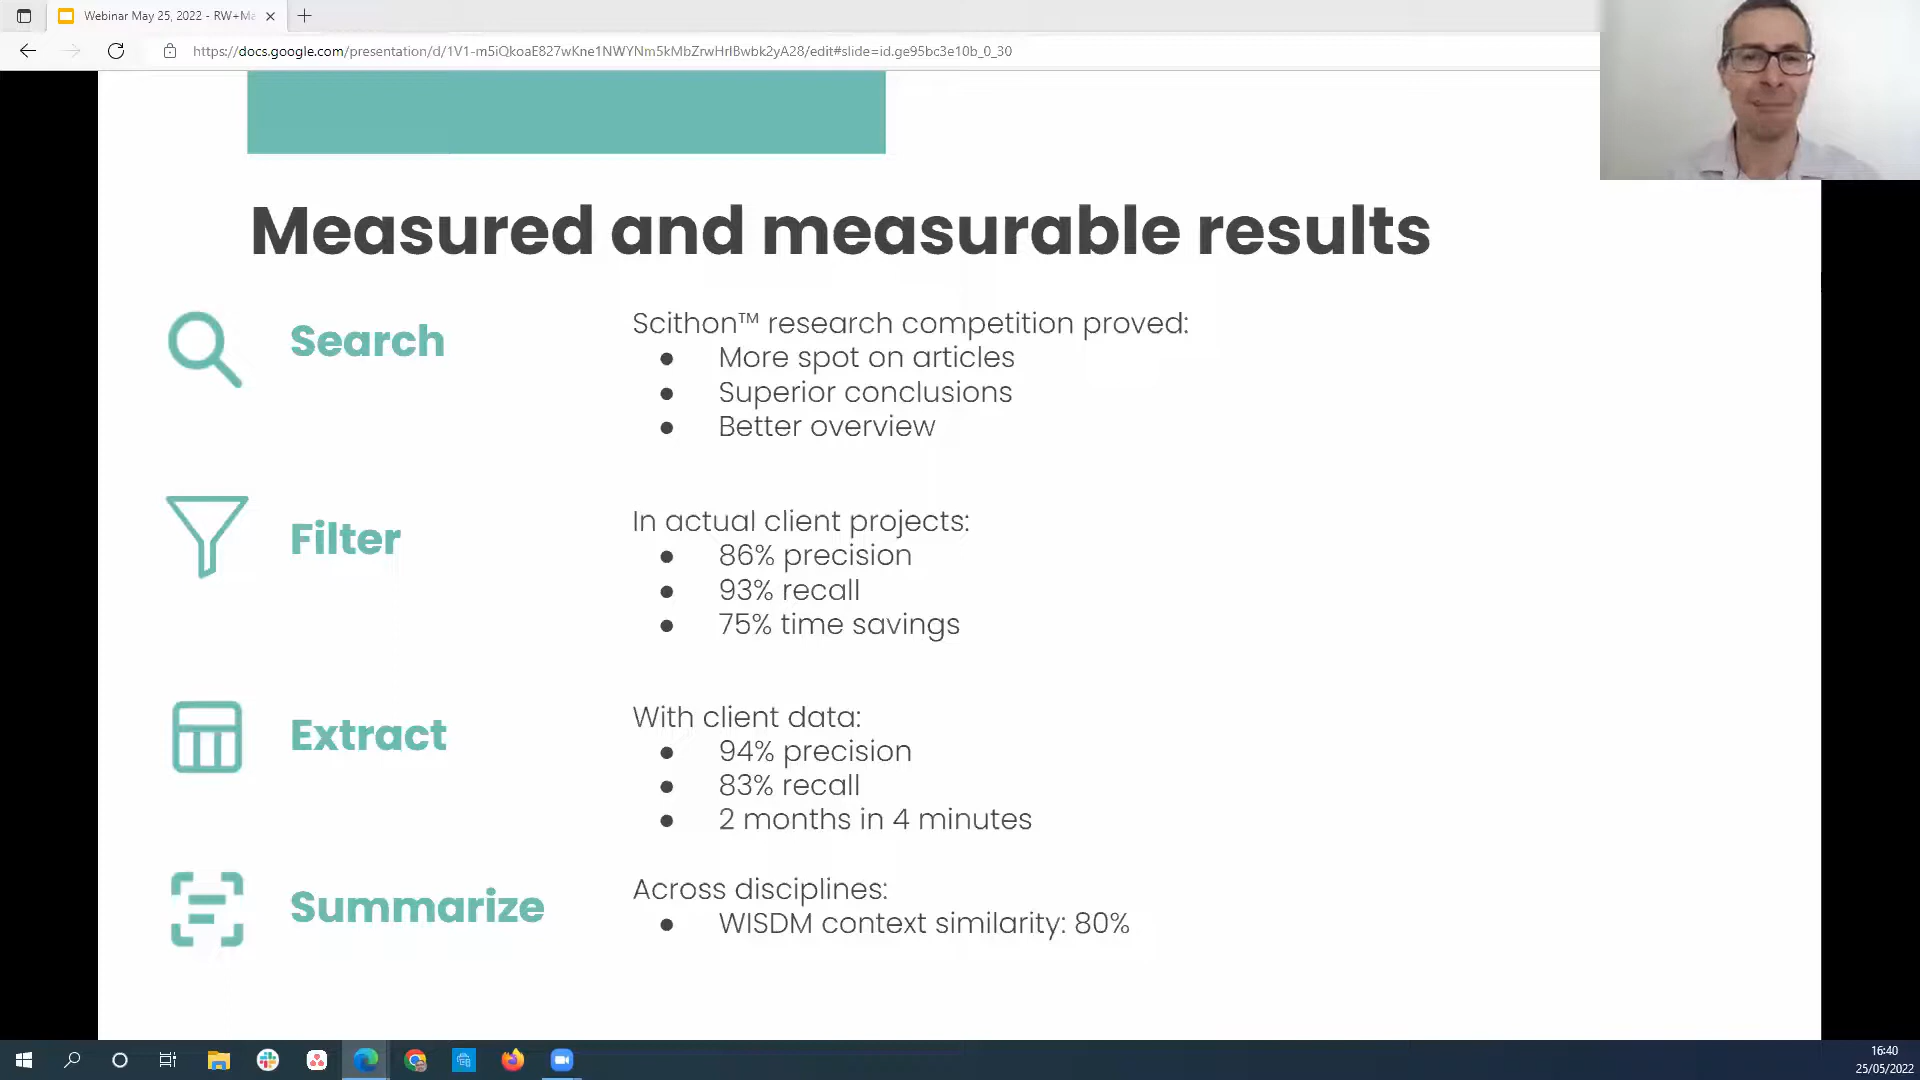 Webinar May 25, 2022 - RW+Ma
https://docs.google.com/presentation/d/1V1-m5iQkoaE827wKne1NWYNm5kMbZrwHrIBwbk2yA28/edit#slide=id.ge95bc3e10b_0_30
Measured and measurable results
Search
Scithon™ research competition proved:
● More spot on articles
● Superior conclusions
● Better overview
Filter
In actual client projects:
● 86% precision
● 93% recall
● 75% time savings
Extract
With client data:
● 94% precision
● 83% recall
● 2 months in 4 minutes
Summarize
Across disciplines:
● WISDM context similarity: 80%
16:40
25/05/2022